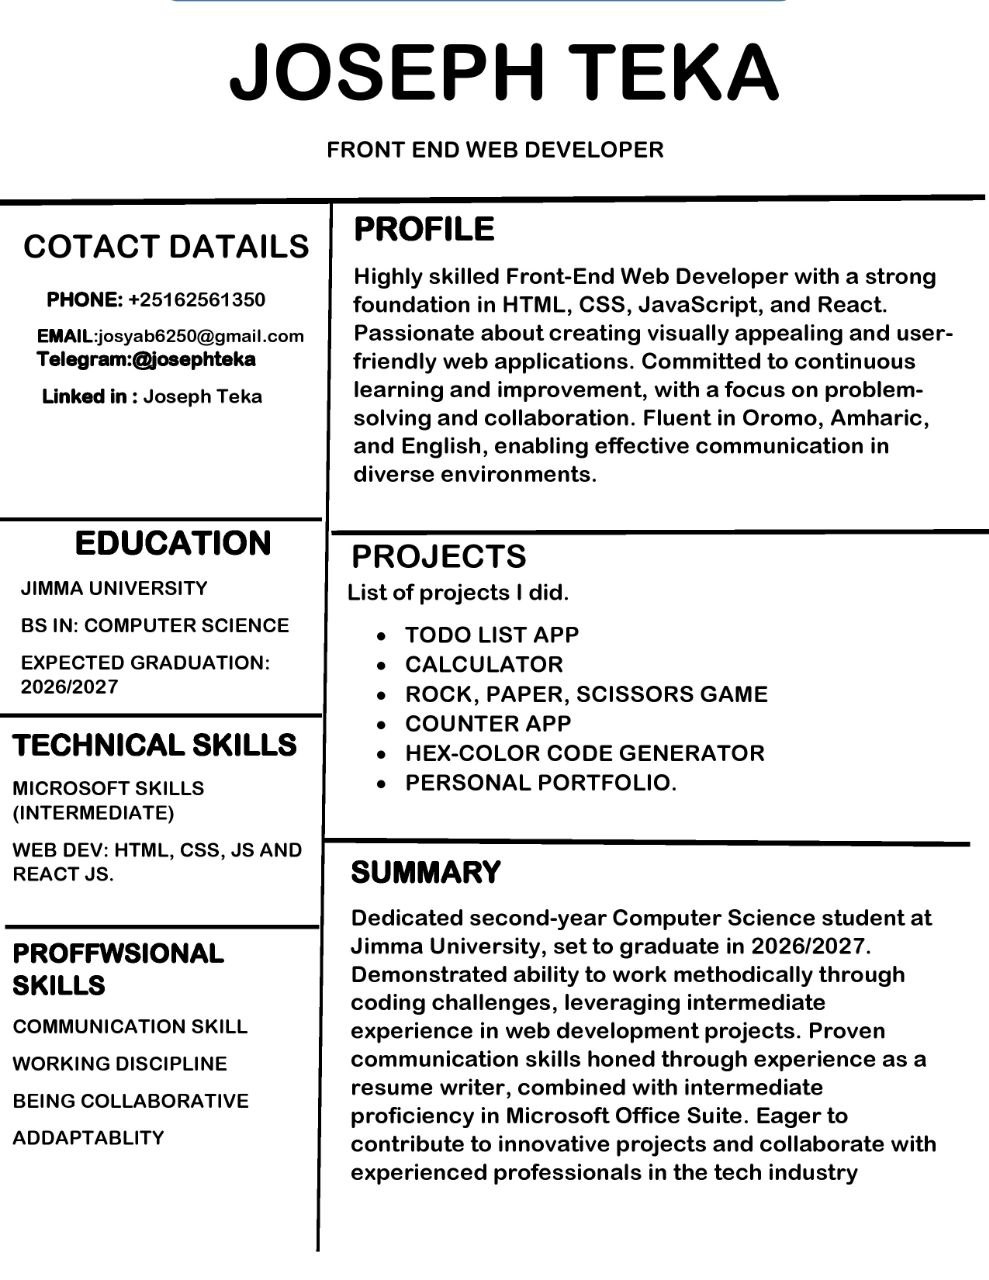 JOSEPH TEKA
FRONT END WEB DEVELOPER
COTACT DATAILS
PHONE: +25162561350
EMAIL:josyab6250@gmail.com
Telegram:@josephteka
Linked in : Joseph Teka
EDUCATION
JIMMA UNIVERSITY
BS IN: COMPUTER SCIENCE
EXPECTED GRADUATION:
2026/2027
TECHNICAL SKILLS
MICROSOFT SKILLS
(INTERMEDIATE)
WEB DEV: HTML, CSS, JS AND
REACT JS.
PROFFWSIONAL
SKILLS
COMMUNICATION SKILL
WORKING DISCIPLINE
BEING COLLABORATIVE
ADDAPTABLITY
PROFILE
Highly skilled Front-End Web Developer with a strong
foundation in HTML, CSS, JavaScript, and React.
Passionate about creating visually appealing and user-
friendly web applications. Committed to continuous
learning and improvement, with a focus on problem-
solving and collaboration. Fluent in Oromo, Amharic,
and English, enabling effective communication in
diverse environments.
PROJECTS
List of projects I did.
• TODO LIST APP
• CALCULATOR
• ROCK, PAPER, SCISSORS GAME
• COUNTER APP
• HEX-COLOR CODE GENERATOR
• PERSONAL PORTFOLIO.
SUMMARY
Dedicated second-year Computer Science student at
Jimma University, set to graduate in 2026/2027.
Demonstrated ability to work methodically through
coding challenges, leveraging intermediate
experience in web development projects. Proven
communication skills honed through experience as a
resume writer, combined with intermediate
proficiency in Microsoft Office Suite. Eager to
contribute to innovative projects and collaborate with
experienced professionals in the tech industry